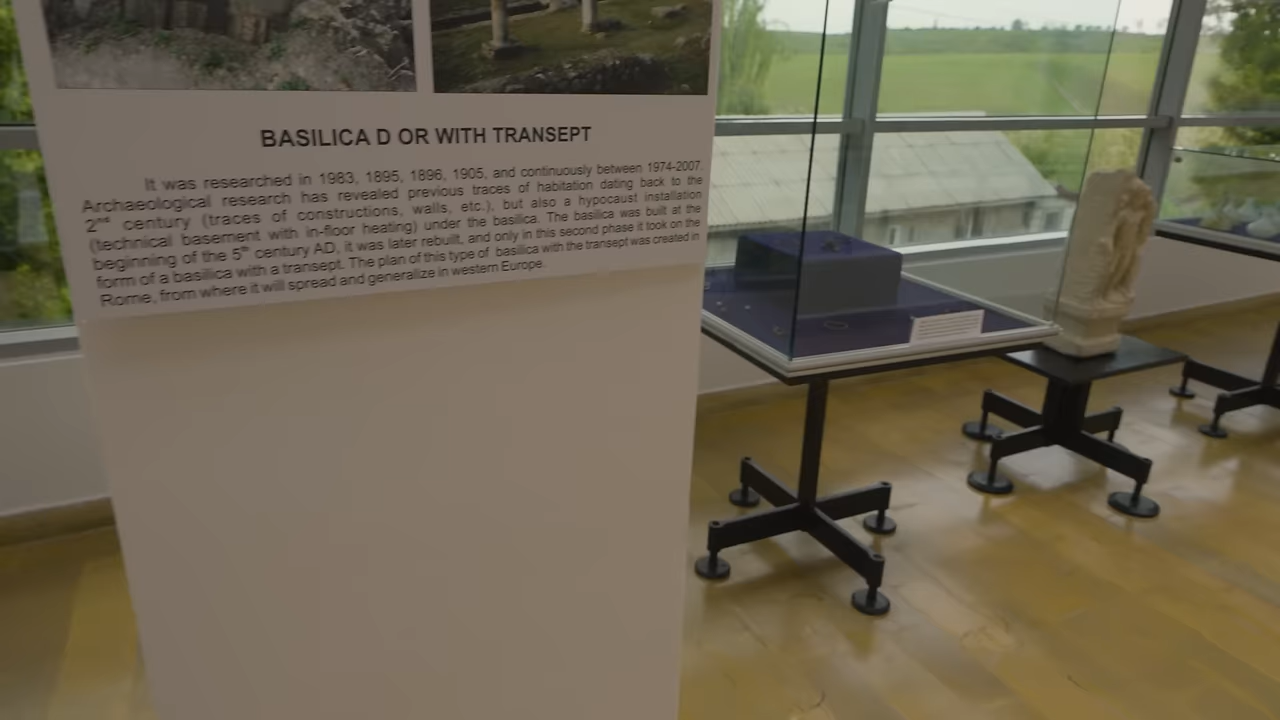 BASILICA D OR WITH TRANSEPT
It was researched in 1983, 1895, 1896, 1905, and continuously between 1974-2007.
Archaeological research has revealed previous traces of habitation dating back to the
2nd century (traces of constructions, walls, etc.), but also a hypocaust installation
(technical basement with in-floor heating) under the basilica. The basilica was built at the
beginning of the 5th century AD, it was later rebuilt, and only in this second phase it took on the
form of a basilica with a transept. The plan of this type of basilica with the transept was created in
Rome, from where it will spread and generalize in western Europe.